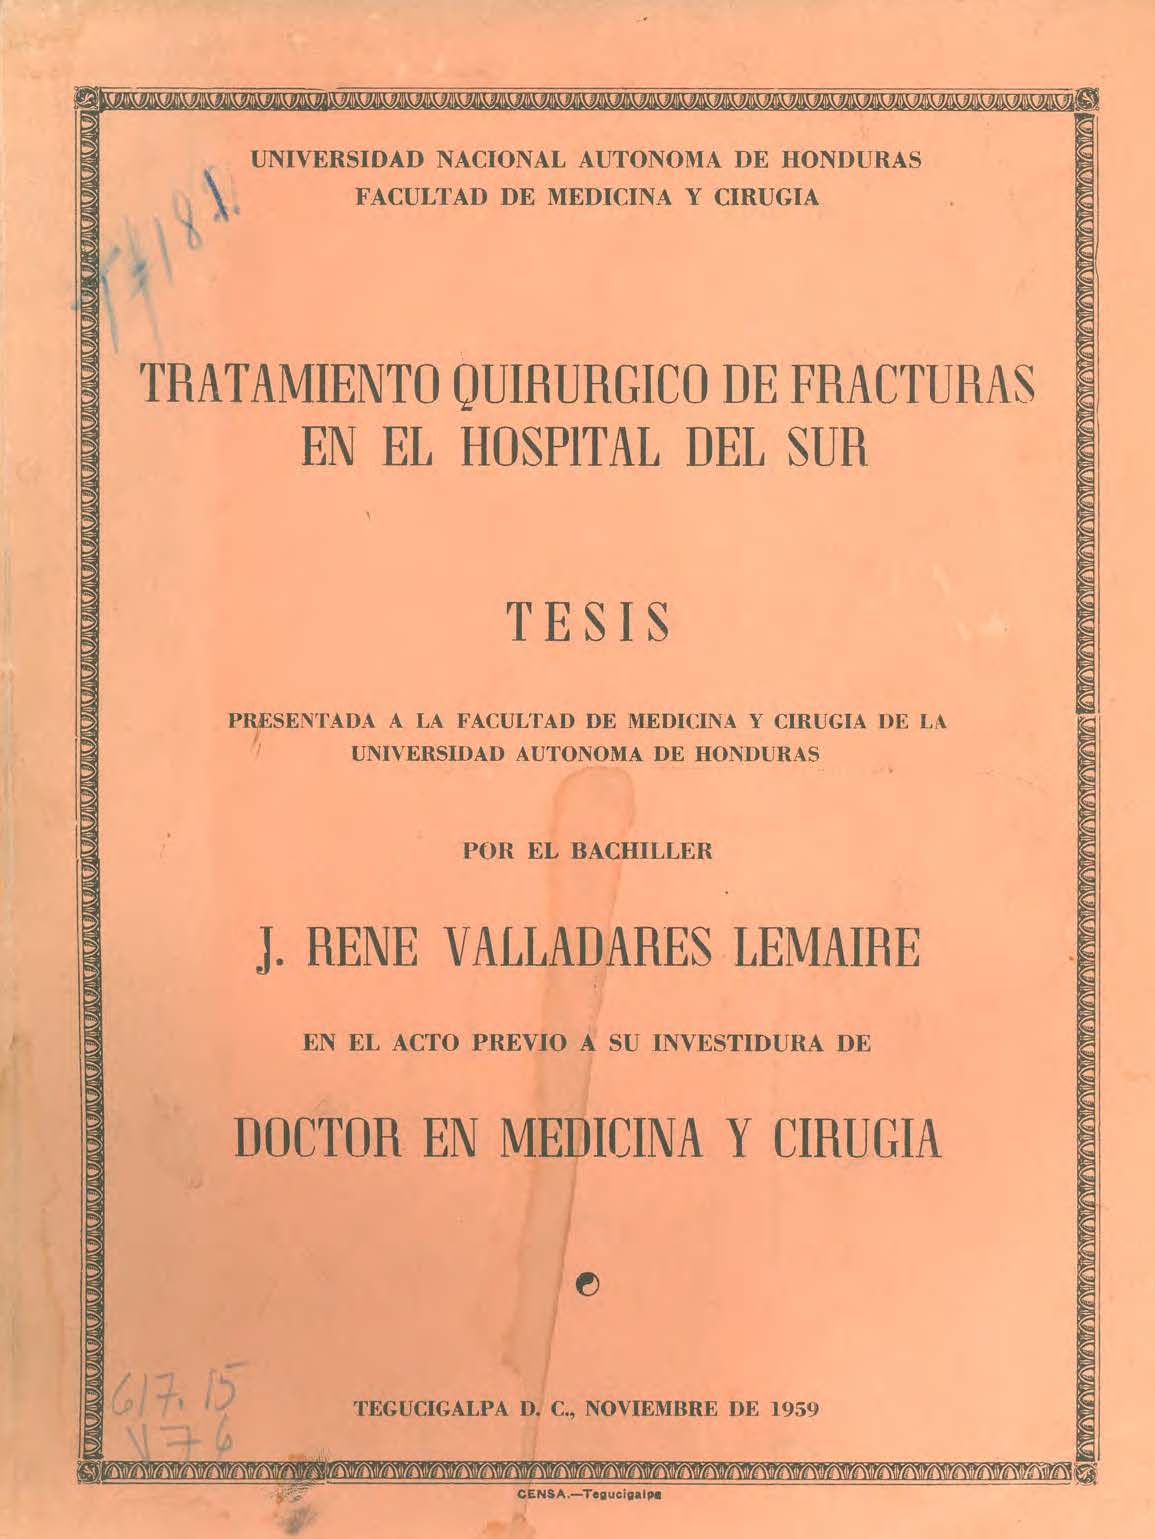 UNIVERSIDAD NACIONAL AUTONOMA DE HONDURAS
FACULTAD DE MEDICINA Y CIRUGIA
TRATAMIENTO QUIRURGICO DE FRACTURAS
EN EL HOSPITAL DEL SUR
TESIS
PRESENTADA A LA FACULTAD DE MEDICINA Y CIRUGIA DE LA
UNIVERSIDAD AUTONOMA DE HONDURAS
POR EL BACHILLER
J. RENE VALLADARES LEMAIRE
EN EL ACTO PREVIO A SU INVESTIDURA DE
DOCTOR EN MEDICINA Y CIRUGIA
617.15
V76
TEGUCIGALPA D. C., NOVIEMBRE DE 1959
CENSA.—Tegucigalpa